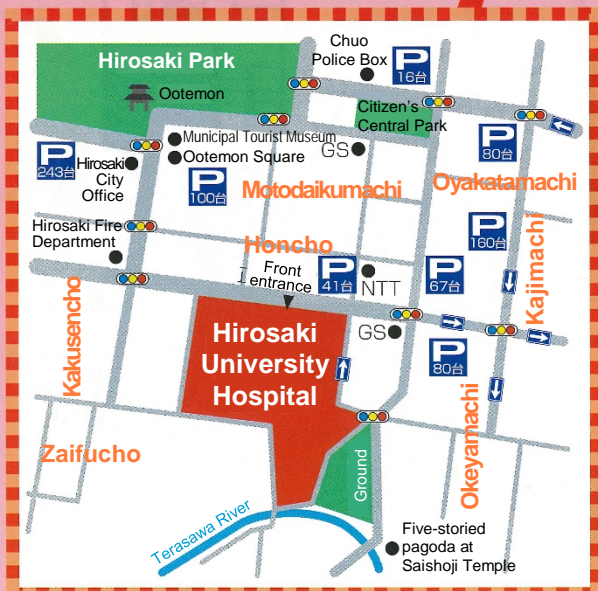 Hirosaki Park
Chuo
Police Box
P
16台
Ootemon
Citizen's
Central Park
Municipal Tourist Museum
Ootemon Square
GS
P
80台
P
243台
Hirosaki
City
Office
P
100台
Motodaikumachi
Oyakatamachi
Hirosaki Fire
Department
Honcho
P
160台
Kajimachi
Front
entrance
P
41台
NTT
P
67台
Kakusencho
Hirosaki
University
Hospital
GS
P
80台
Zaifucho
Okeyamachi
Ground
Terasawa River
Five-storied
pagoda at
Saishoji Temple